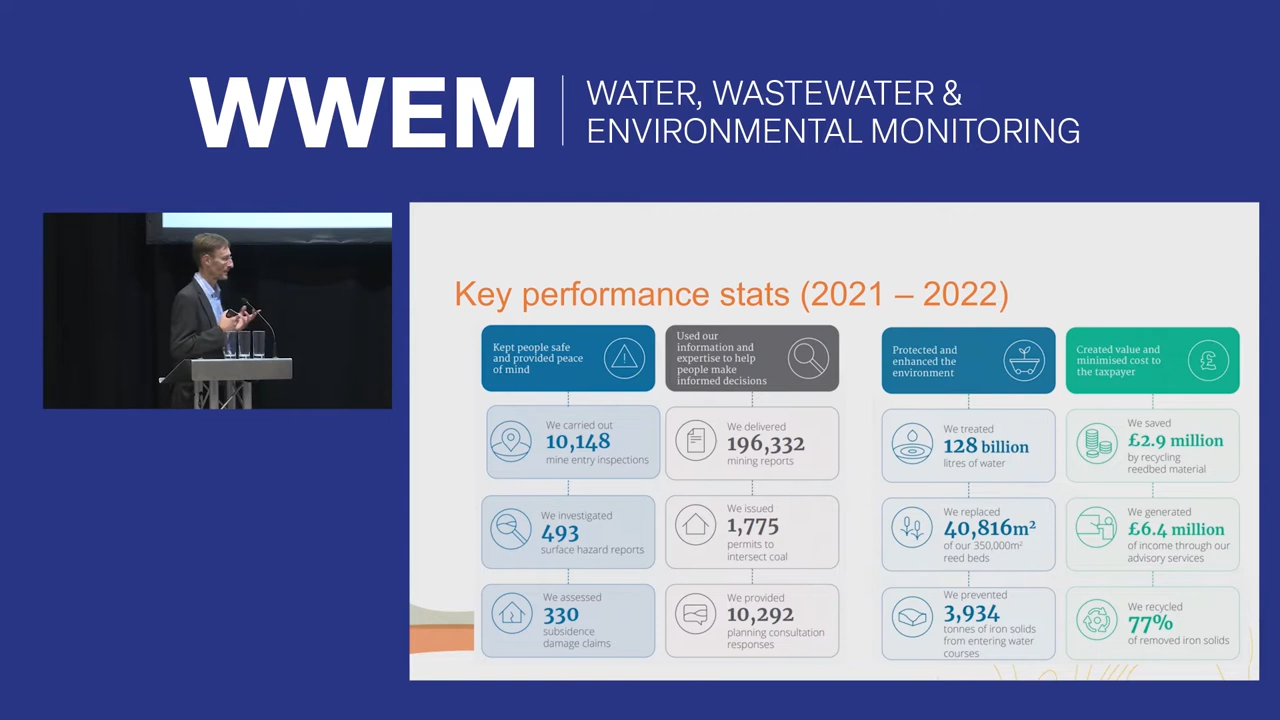 WWEM
WATER, WASTEWATER &
ENVIRONMENTAL MONITORING
Key performance stats (2021 – 2022)
Kept people safe
and provided peace
of mind
We carried out
10,148
mine entry inspections
We investigated
493
surface hazard reports
We assessed
330
subsidence
damage claims
Used our
information and
expertise to help
people make
informed decisions
We delivered
196,332
mining reports
We issued
1,775
permits to
intersect coal
We provided
10,292
planning consultation
responses
Protected and
enhanced the
environment
We treated
128 billion
litres of water
We replaced
40,816m²
of our 350,000m²
reed beds
We prevented
3,934
tonnes of iron solids
from entering water
courses
Created value and
minimised cost to
the taxpayer
£
We saved
£2.9 million
by recycling
reedbed material
We generated
£6.4 million
of income through our
advisory services
We recycled
77%
of removed iron solids